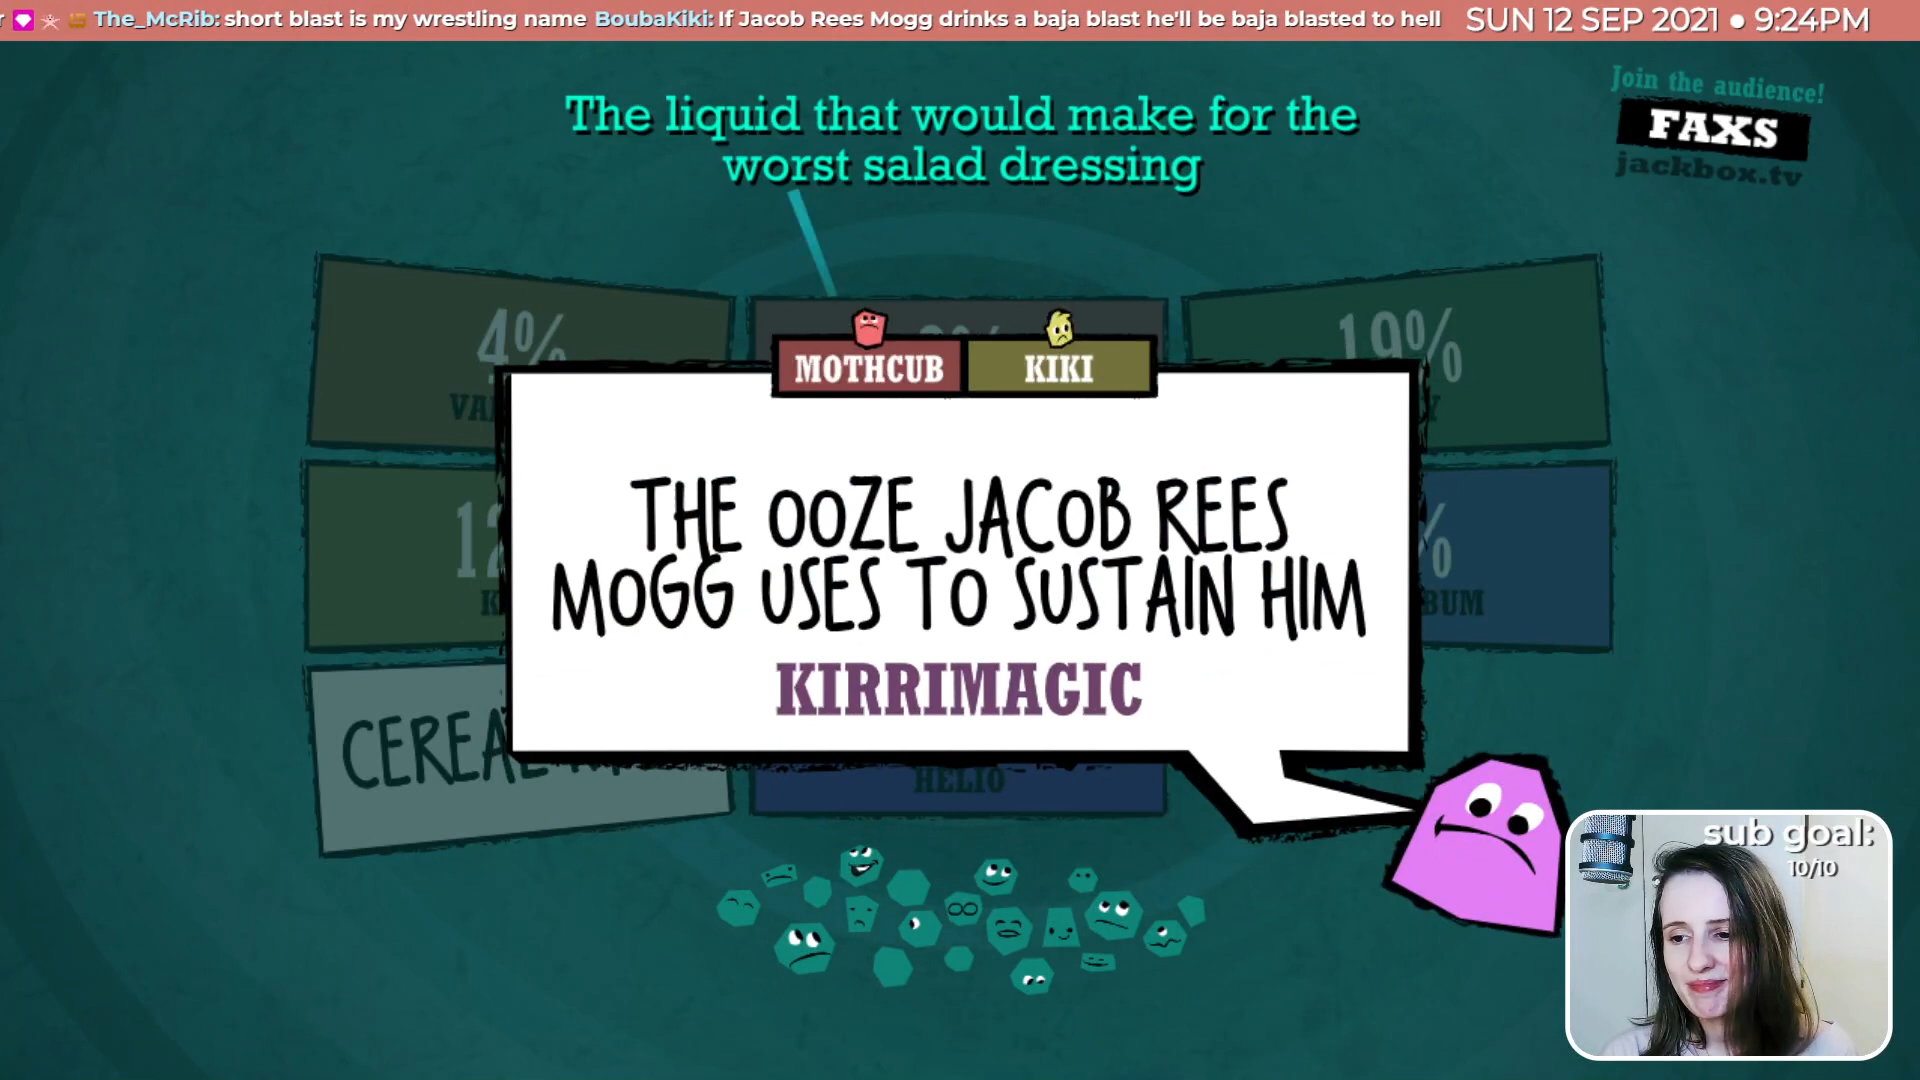 The_McRib: short blast is my wrestling name BoubaKiki: If Jacob Rees Mogg drinks a baja blast he'll be baja blasted to hell
SUN 12 SEP 2021 ● 9:24PM
The liquid that would make for the
worst salad dressing
Join the audience!
FAXS
jackbox.tv
4%
19%
MOTHCUB
KIKI
THE OOZE JACOB REES
MOGG USES TO SUSTAIN HIM
KIRRIMAGIC
HELIO
sub goal:
10/10